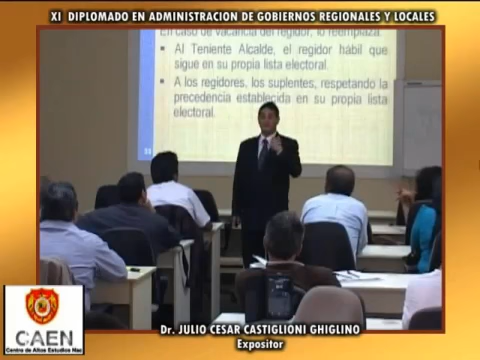 XI DIPLOMADO EN ADMINISTRACION DE GOBIERNOS REGIONALES Y LOCALES
En caso de vacancia del regidor, lo reemplaza:
Al Teniente Alcalde, el regidor hábil que
sigue en su propia lista
electoral.
A los regidores, los suplentes, respetando la
precedencia establecida en su propia lista
electoral.
CAEN
Centro de Altos Estudios Nac
Dr. JULIO CESAR CASTIGLIONI GHIGLINO
Expositor